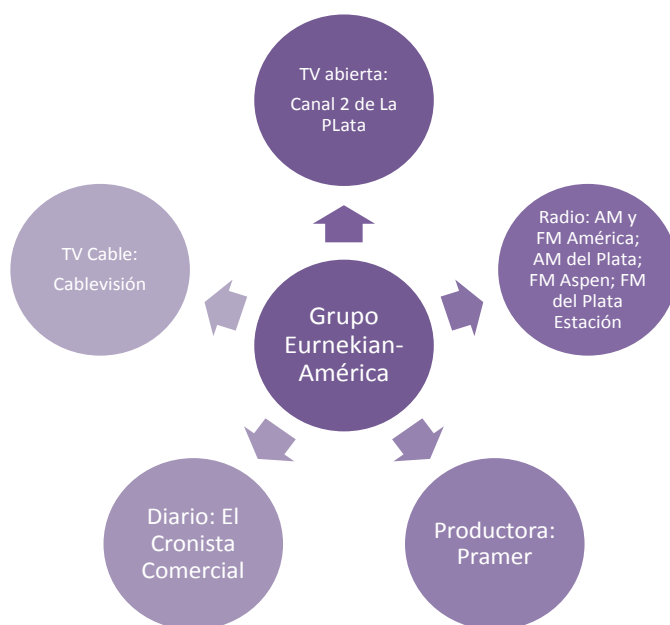 TV abierta:
Canal 2 de La
PLata
Radio: AM y
FM América;
AM del Plata;
FM Aspen; FM
del Plata
Estación
Productora:
Pramer
Diario: El
Cronista
Comercial
TV Cable:
Cablevisión
Grupo
Eurnekian-
América